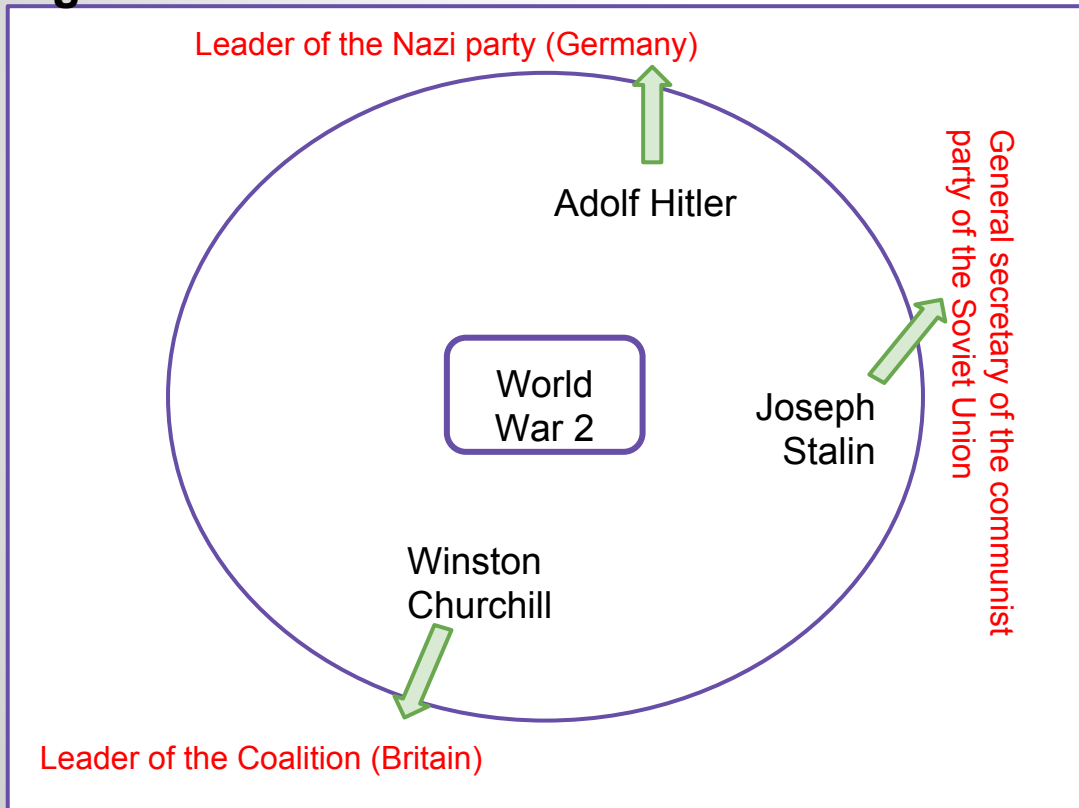 Leader of the Nazi party (Germany)
Adolf Hitler
General secretary of the communist
party of the Soviet Union
World
War 2
Joseph
Stalin
Winston
Churchill
Leader of the Coalition (Britain)